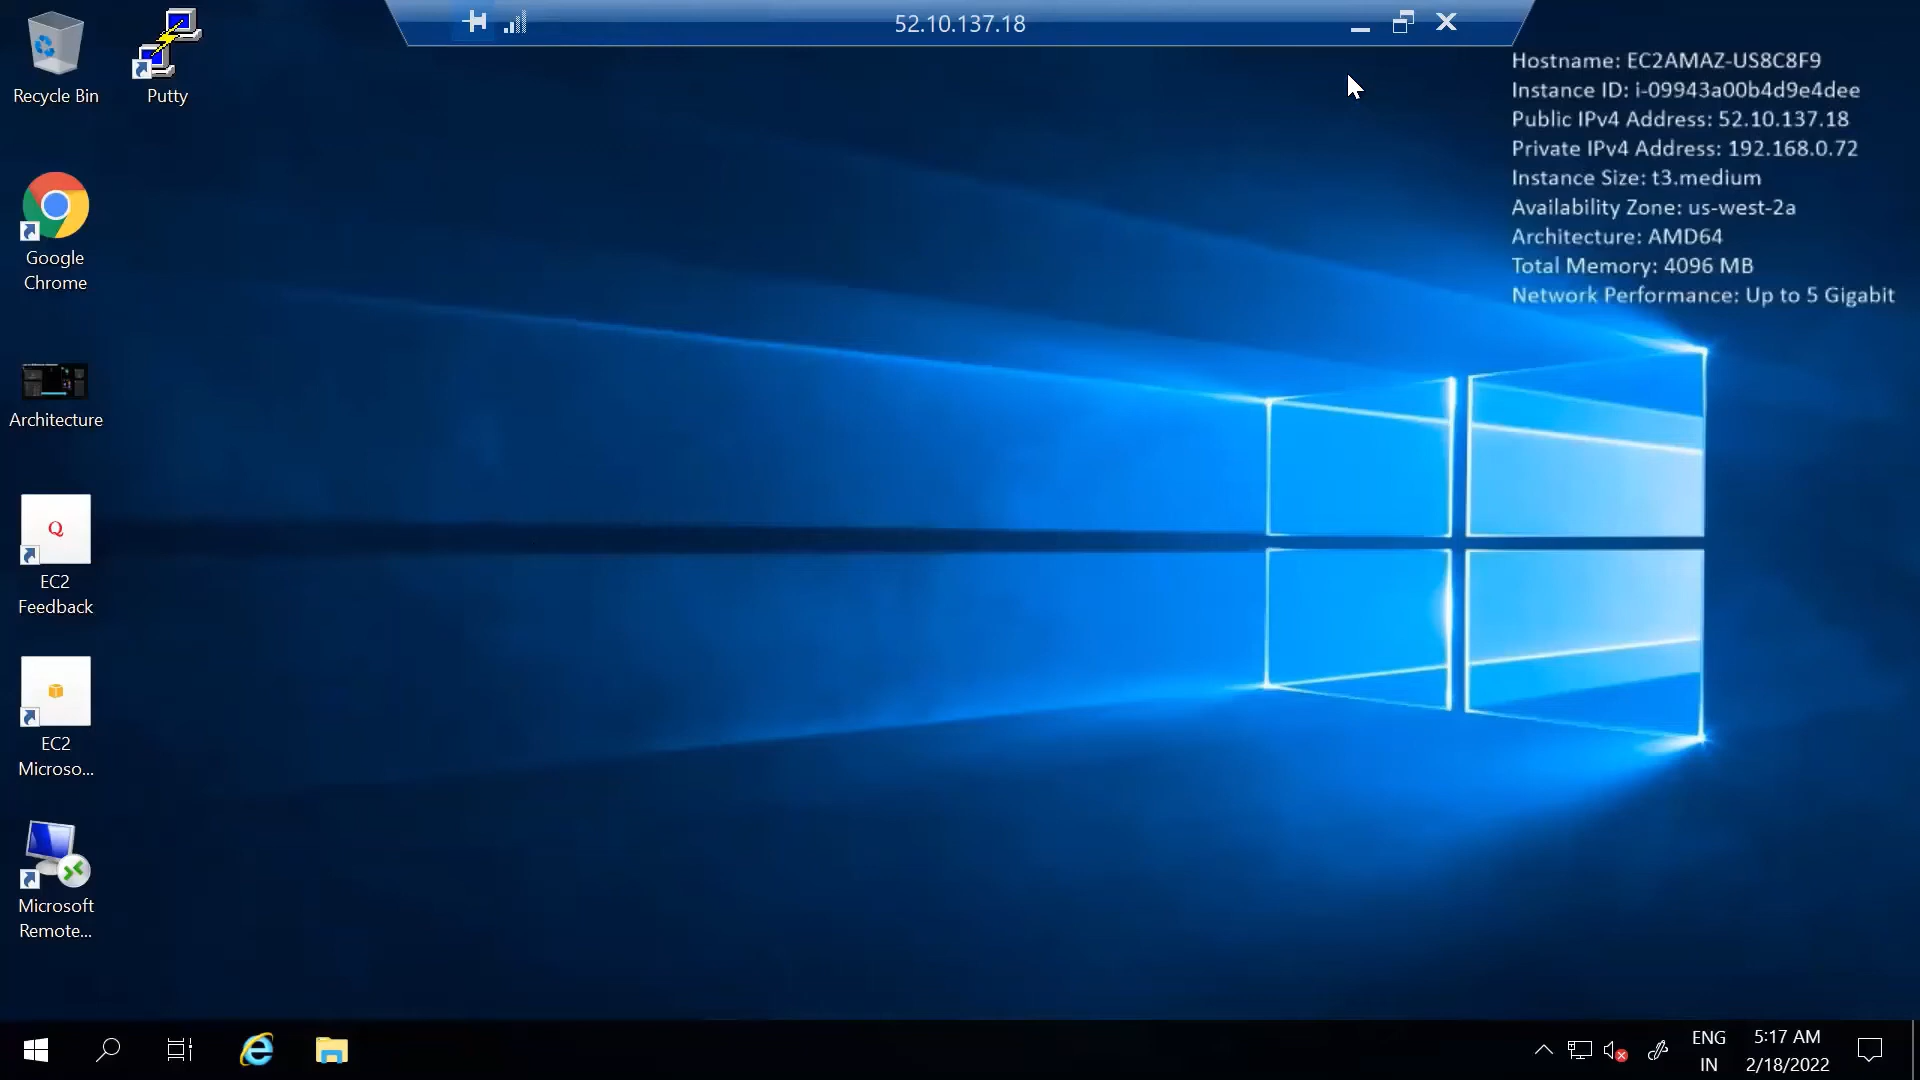 52.10.137.18
Hostname: EC2AMAZ-US8C8F9
Instance ID: i-09943a00b4d9e4dee
Public IPv4 Address: 52.10.137.18
Private IPv4 Address: 192.168.0.72
Instance Size: t3.medium
Availability Zone: us-west-2a
Architecture: AMD64
Total Memory: 4096 MB
Network Performance: Up to 5 Gigabit
Recycle Bin
Putty
Google
Chrome
Architecture
Q
EC2
Feedback
EC2
Microso...
Microsoft
Remote...
ENG
IN
5:17 AM
2/18/2022